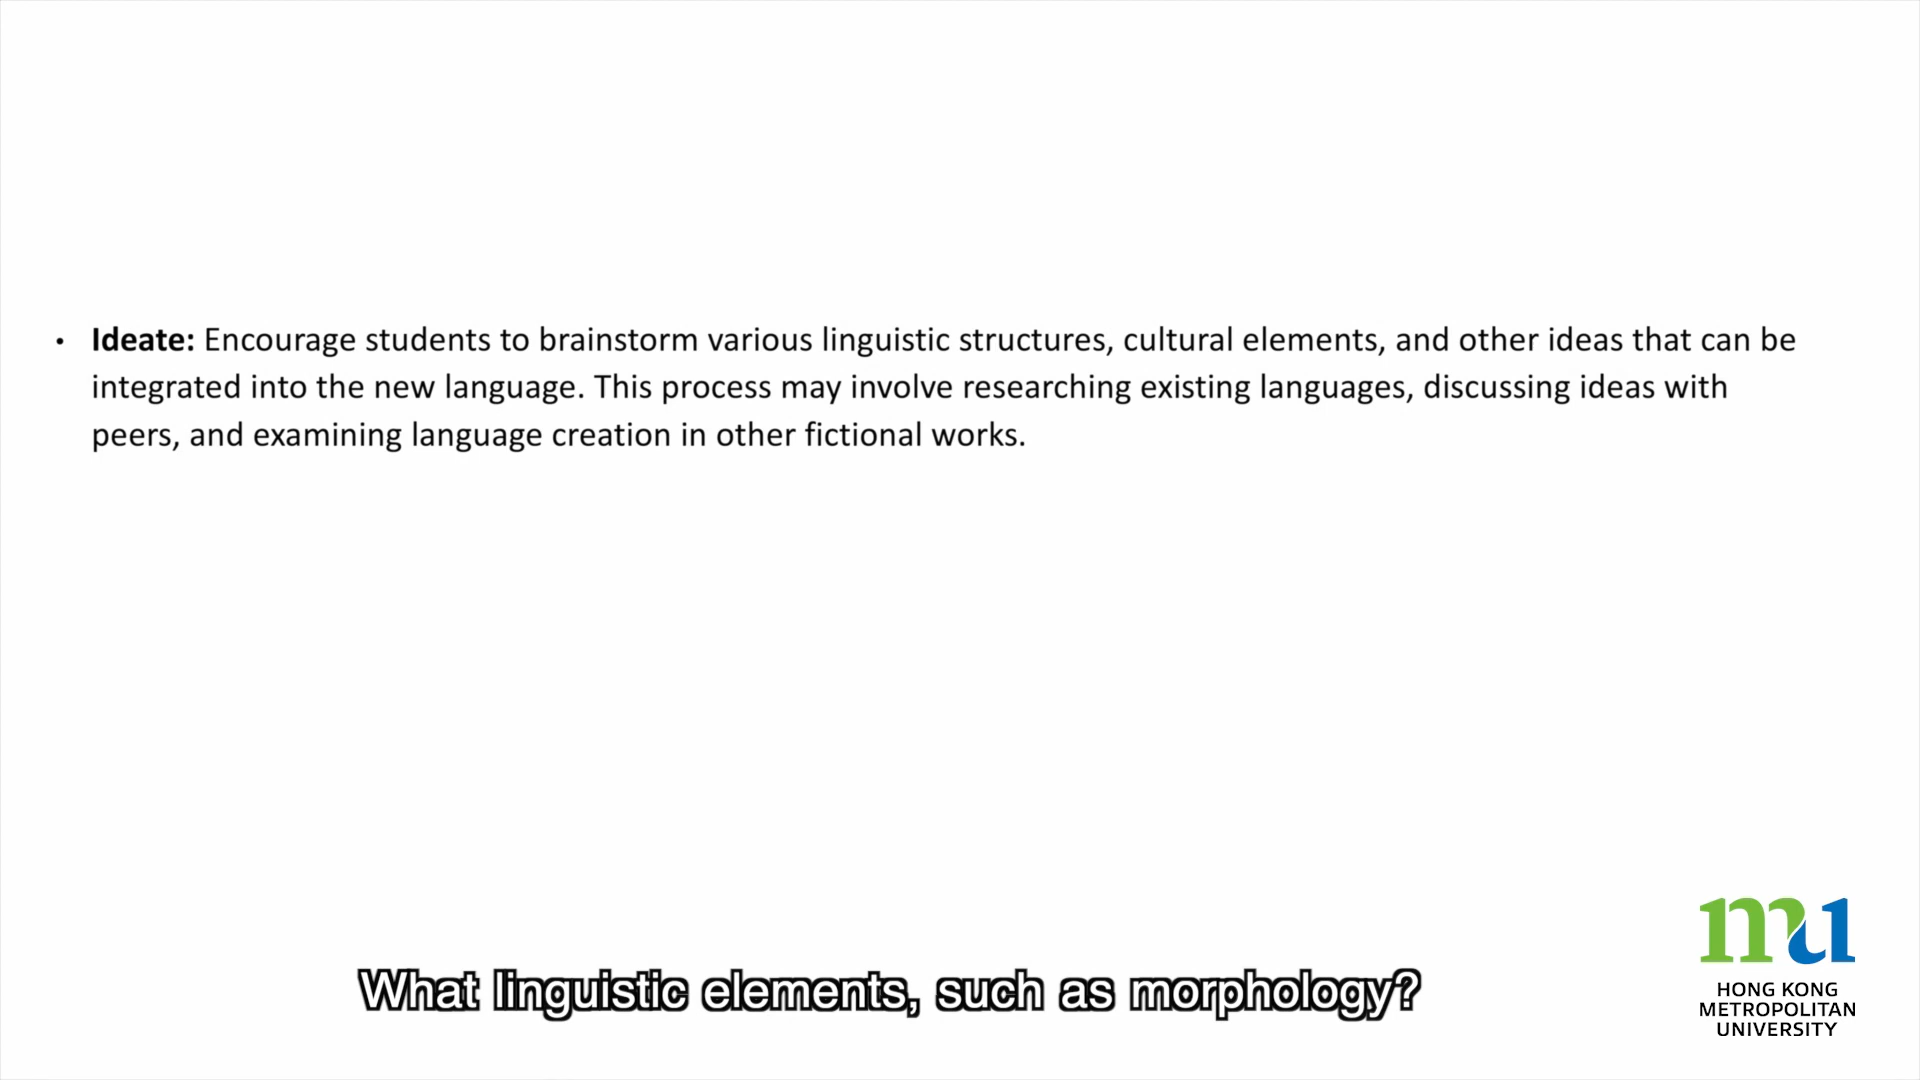 • Ideate: Encourage students to brainstorm various linguistic structures, cultural elements, and other ideas that can be
integrated into the new language. This process may involve researching existing languages, discussing ideas with
peers, and examining language creation in other fictional works.
What linguistic elements, such as morphology?
mu
HONG KONG
METROPOLITAN
UNIVERSITY